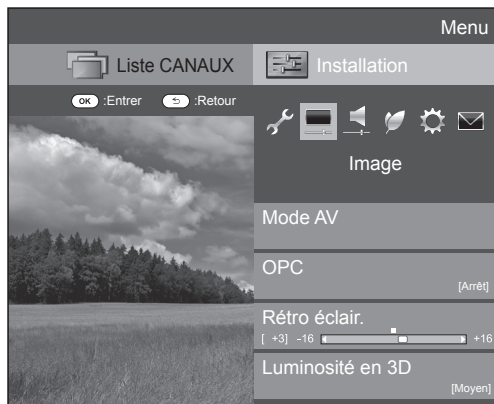 Menu
Liste CANAUX
Installation
OK :Entrer :Retour
Image
Mode AV
OPC
[Arrêt]
Rétro éclair.
[ +3] -16 +16
Luminosité en 3D
[Moyen]